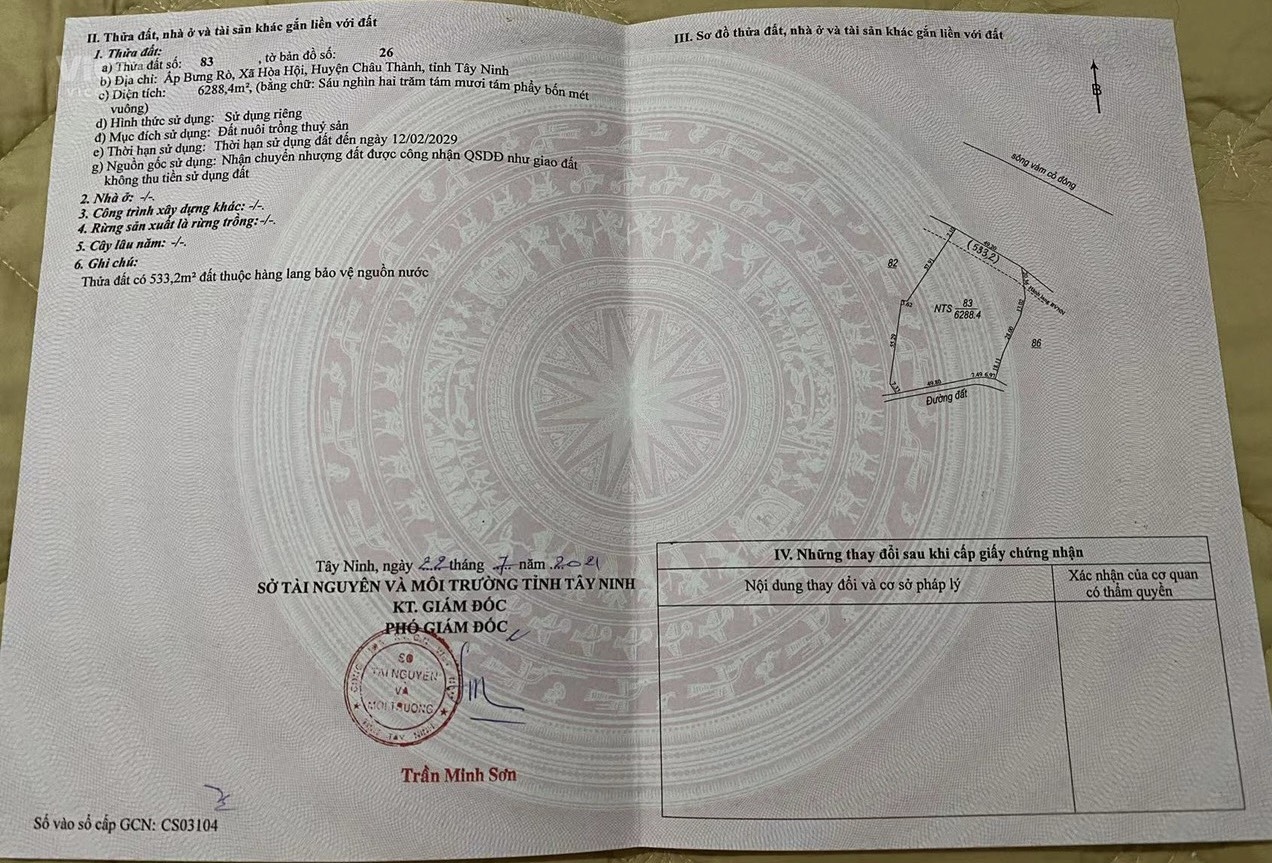 II. Thửa đất, nhà ở và tài sản khác gắn liền với đất
1. Thửa đất:
a) Thửa đất số: 83 , tờ bản đồ số: 26
b) Địa chỉ: Ấp Bưng Rò, Xã Hòa Hội, Huyện Châu Thành, tỉnh Tây Ninh
c) Diện tích: 6288,4m², (bằng chữ: Sáu nghìn hai trăm tám mươi tám phẩy bốn mét
vuông)
d) Hình thức sử dụng: Sử dụng riêng
đ) Mục đích sử dụng: Đất nuôi trồng thuỷ sản
e) Thời hạn sử dụng: Thời hạn sử dụng đất đến ngày 12/02/2029
g) Nguồn gốc sử dụng: Nhận chuyển nhượng đất được công nhận QSDĐ như giao đất
không thu tiền sử dụng đất
2. Nhà ở: -/-.
3. Công trình xây dựng khác: -/-.
4. Rừng sản xuất là rừng trồng: -/-.
5. Cây lâu năm: -/-.
6. Ghi chú:
Thửa đất có 533,2m² đất thuộc hàng lang bảo vệ nguồn nước
Tây Ninh, ngày 22 tháng 7 năm 2021
SỞ TÀI NGUYÊN VÀ MÔI TRƯỜNG TỈNH TÂY NINH
KT. GIÁM ĐỐC
PHÓ GIÁM ĐỐC
SỞ
TÀI NGUYÊN
VÀ
MÔI TRƯỜNG
Trần Minh Sơn
Số vào sổ cấp GCN: CS03104
III. Sơ đồ thửa đất, nhà ở và tài sản khác gắn liền với đất
B
sông vàm cỏ đông
(533,2)
82
NTS 83
6288.4
86
49.80
7.49 6.97
Đường đất
IV. Những thay đổi sau khi cấp giấy chứng nhận
Nội dung thay đổi và cơ sở pháp lý
Xác nhận của cơ quan
có thẩm quyền